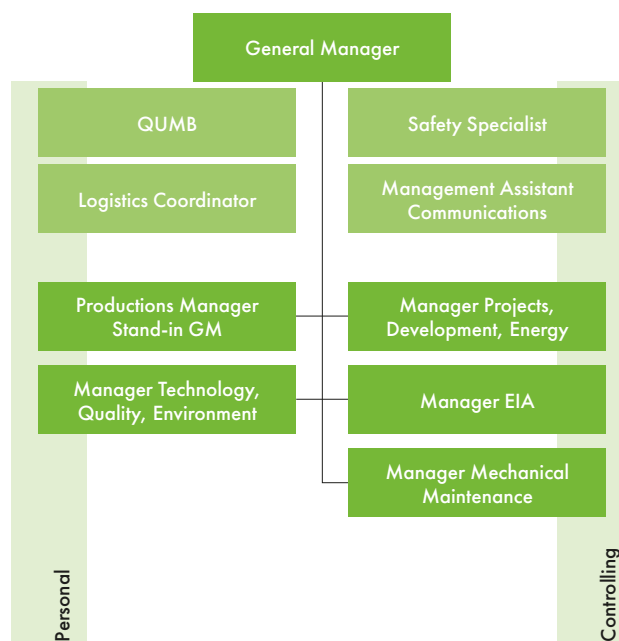 General Manager
QUMB
Safety Specialist
Logistics Coordinator
Management Assistant
Communications
Productions Manager
Stand-in GM
Manager Projects,
Development, Energy
Manager Technology,
Quality, Environment
Manager EIA
Manager Mechanical
Maintenance
Personal
Controlling